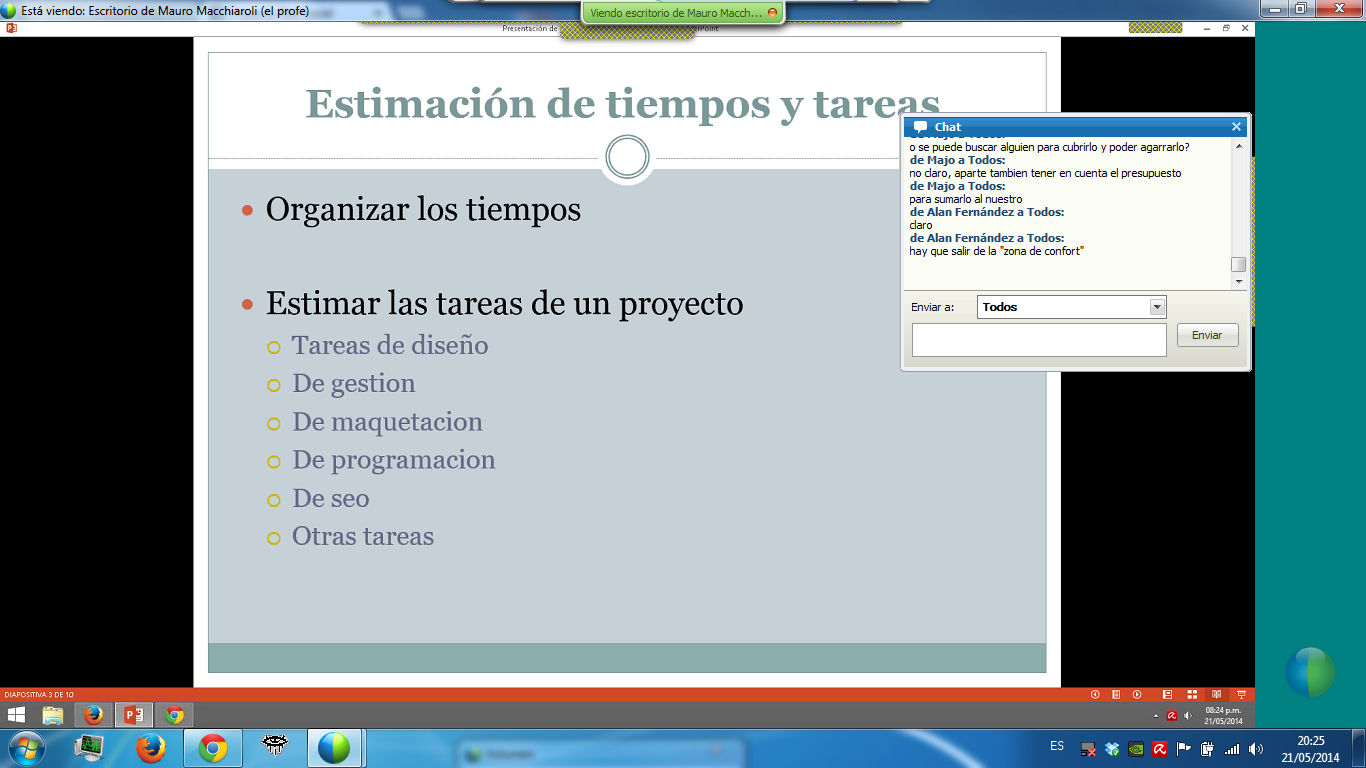 Está viendo: Escritorio de Mauro Macchiaroli (el profe)
Viendo escritorio de Mauro Macch...
Presentación de
Estimación de tiempos y tareas
Organizar los tiempos
Estimar las tareas de un proyecto
Tareas de diseño
De gestion
De maquetacion
De programacion
De seo
Otras tareas
Chat
de Majo a Todos:
o se puede buscar alguien para cubrirlo y poder agarrarlo?
de Majo a Todos:
no claro, aparte tambien tener en cuenta el presupuesto
de Majo a Todos:
para sumarlo al nuestro
de Alan Fernández a Todos:
claro
de Alan Fernández a Todos:
hay que salir de la "zona de confort"
Enviar a:
Todos
Enviar
DIAPOSITIVA 3 DE 10
08:24 p.m.
21/05/2014
ES
20:25
21/05/2014